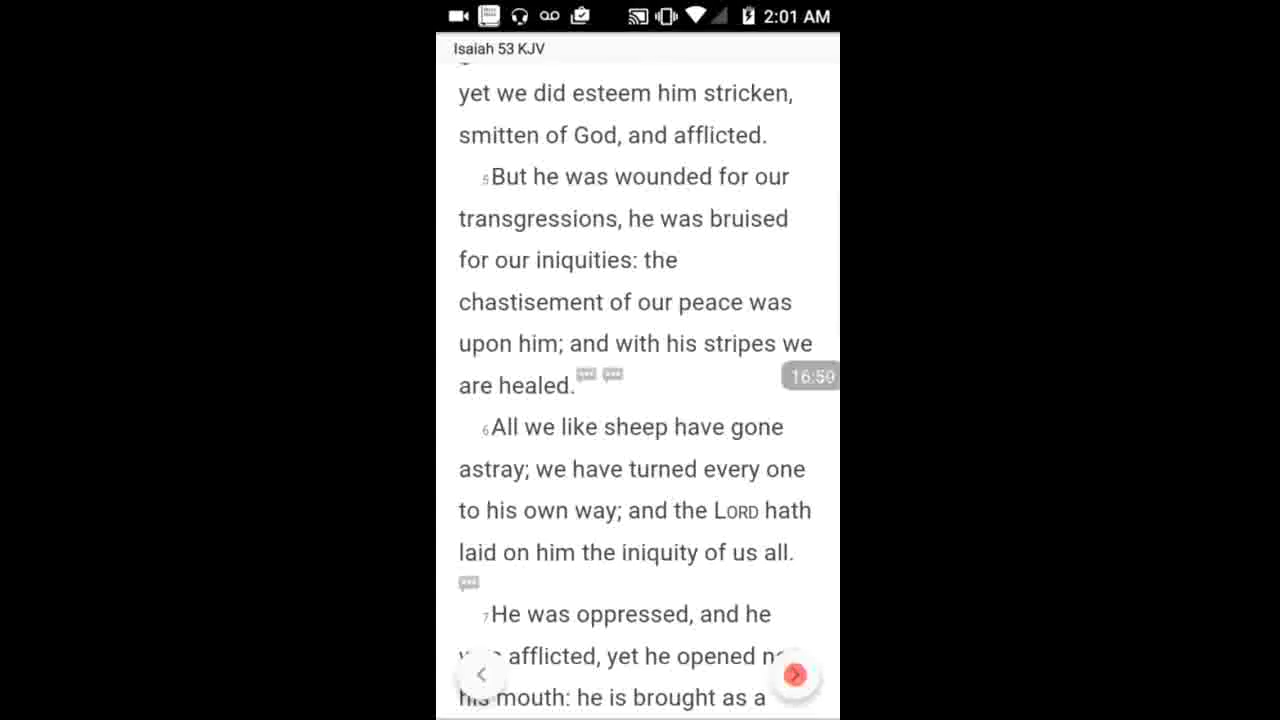 2:01 AM
Isaiah 53 KJV
yet we did esteem him stricken,
smitten of God, and afflicted.
5 But he was wounded for our
transgressions, he was bruised
for our iniquities: the
chastisement of our peace was
upon him; and with his stripes we
are healed.
16:50
6 All we like sheep have gone
astray; we have turned every one
to his own way; and the LORD hath
laid on him the iniquity of us all.
7 He was oppressed, and he
afflicted, yet he opened
his mouth: he is brought as a